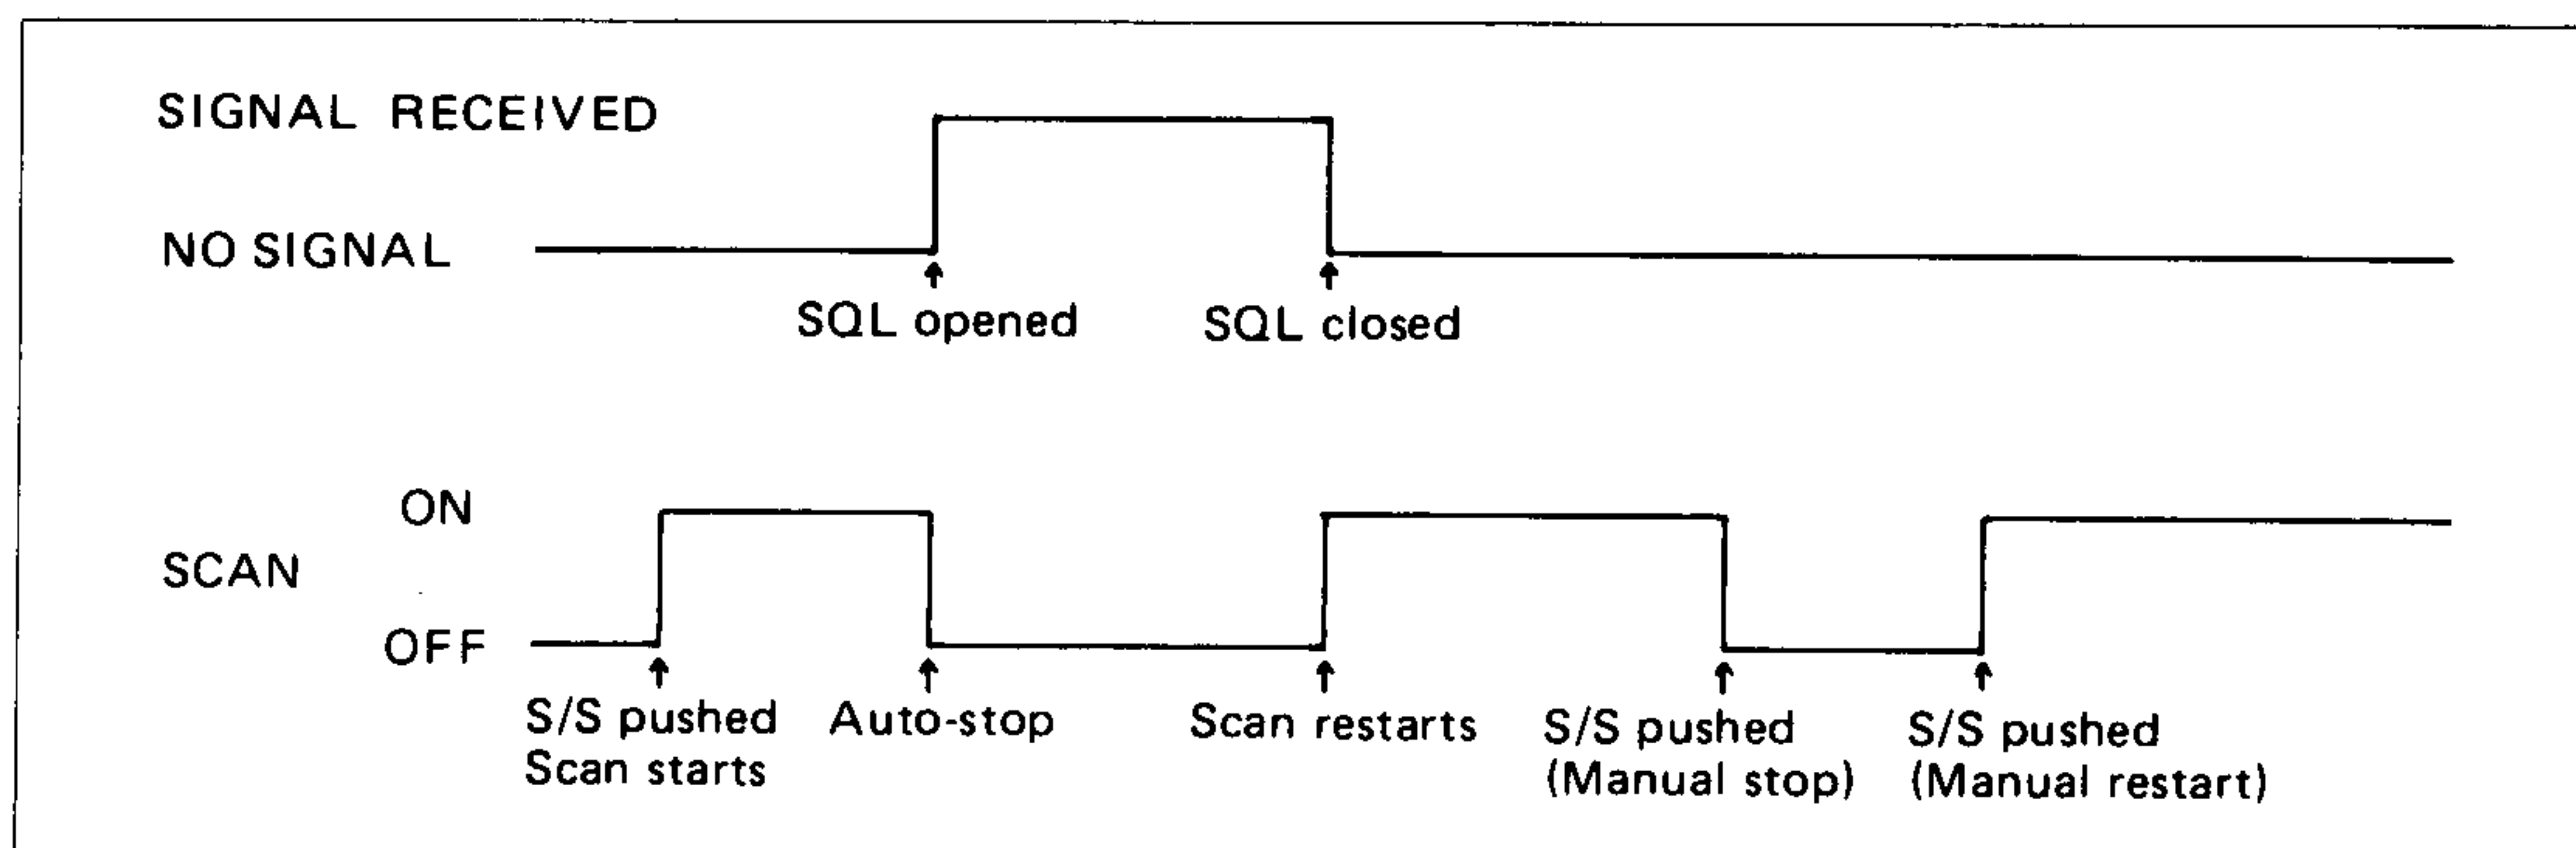 SIGNAL RECEIVED
NO SIGNAL
SQL opened
SQL closed
ON
SCAN
OFF
S/S pushed
Scan starts
Auto-stop
Scan restarts
S/S pushed
(Manual stop)
S/S pushed
(Manual restart)